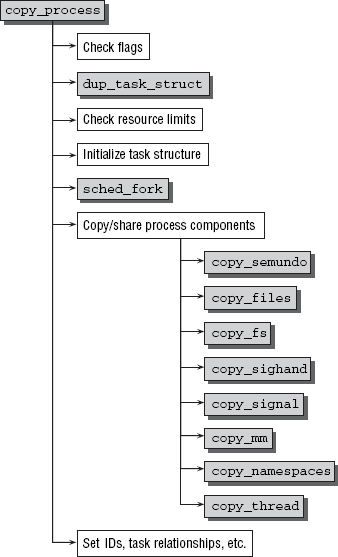 copy_process
Check flags
dup_task_struct
Check resource limits
Initialize task structure
sched_fork
Copy/share process components
copy_semundo
copy_files
copy_fs
copy_sighand
copy_signal
copy_mm
copy_namespaces
copy_thread
Set IDs, task relationships, etc.